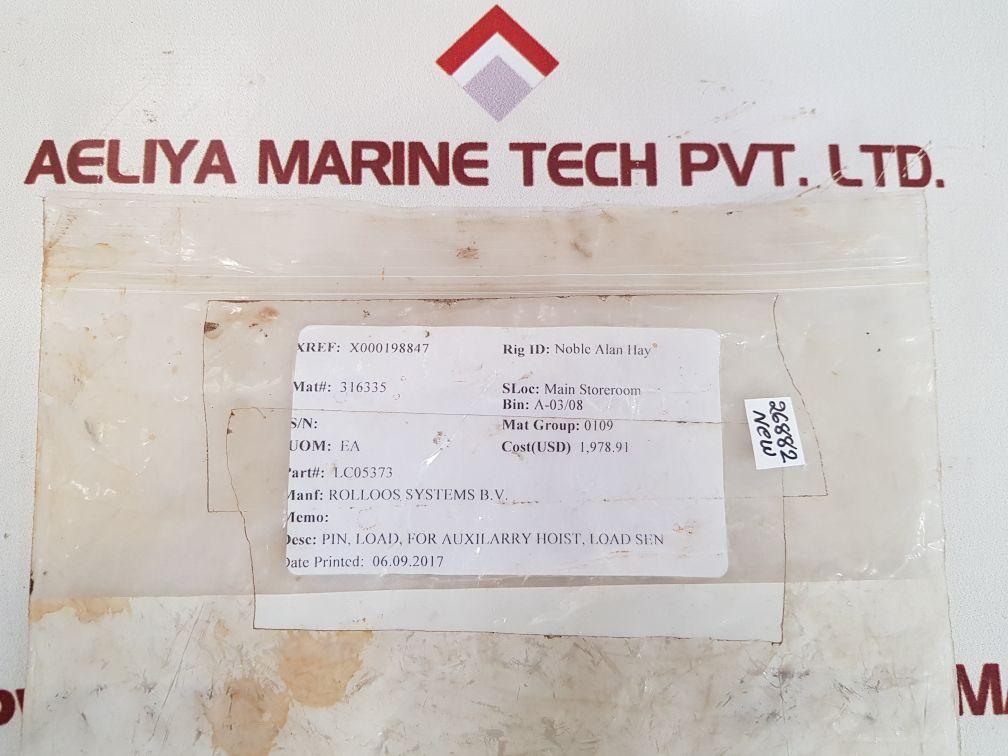 AELIYA MARINE TECH PVT. LTD.
XREF: X000198847
Rig ID: Noble Alan Hay
Mat#: 316335
SLoc: Main Storeroom
Bin: A-03/08
S/N:
Mat Group: 0109
UOM: EA
Cost(USD) 1,978.91
Part#: LC05373
Manf: ROLLOOS SYSTEMS B.V.
Memo:
Desc: PIN, LOAD, FOR AUXILARRY HOIST, LOAD SEN
Date Printed: 06.09.2017
26882
NEW